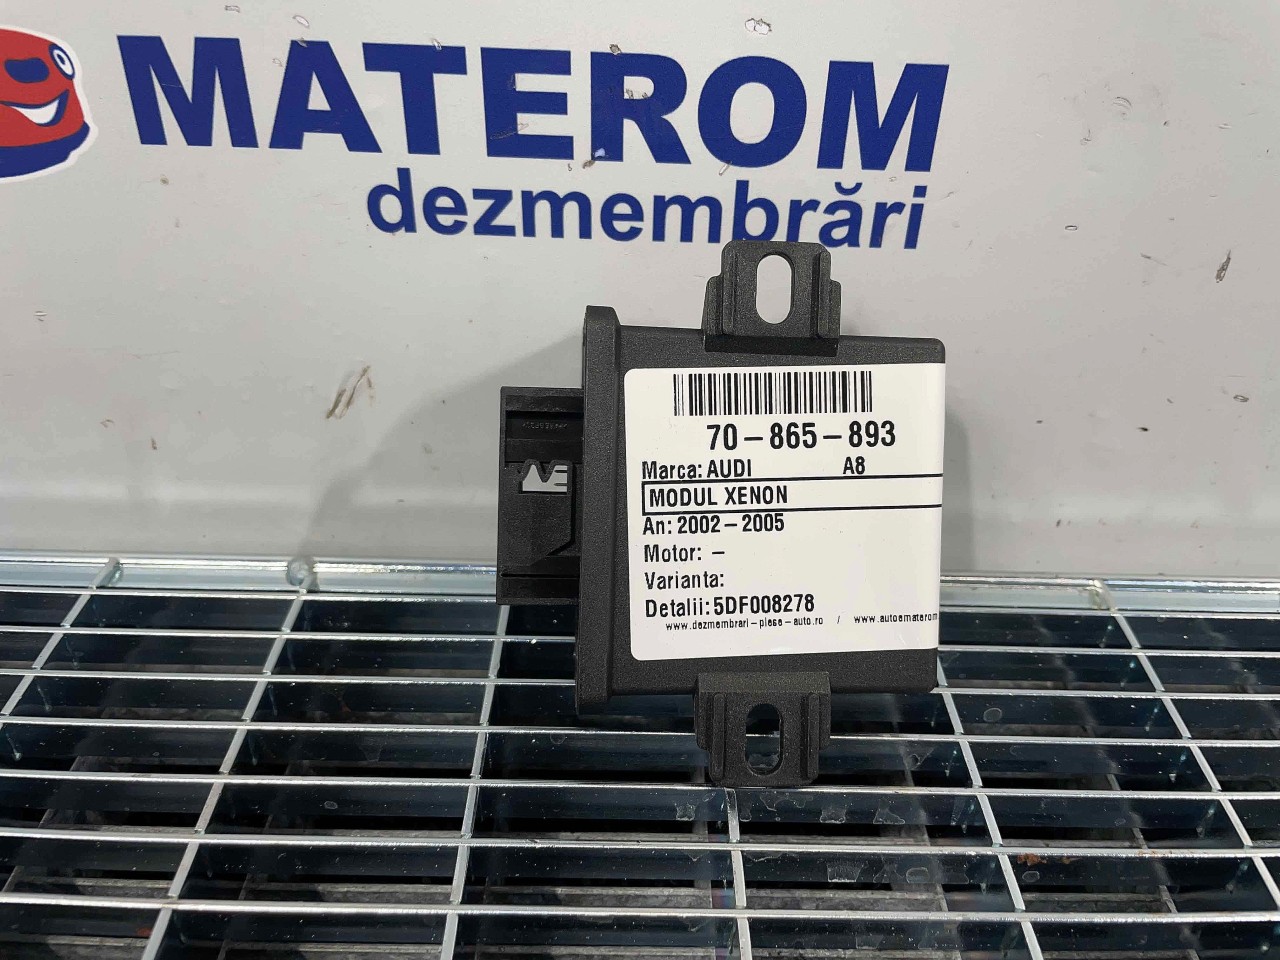 MATEROM
dezmembrări
70-865-893
Marca: AUDI A8
MODUL XENON
An: 2002-2005
Motor: -
Varianta:
Detalii: 5DF008278
www.dezmembrari-piese-auto.ro / www.autoematerom